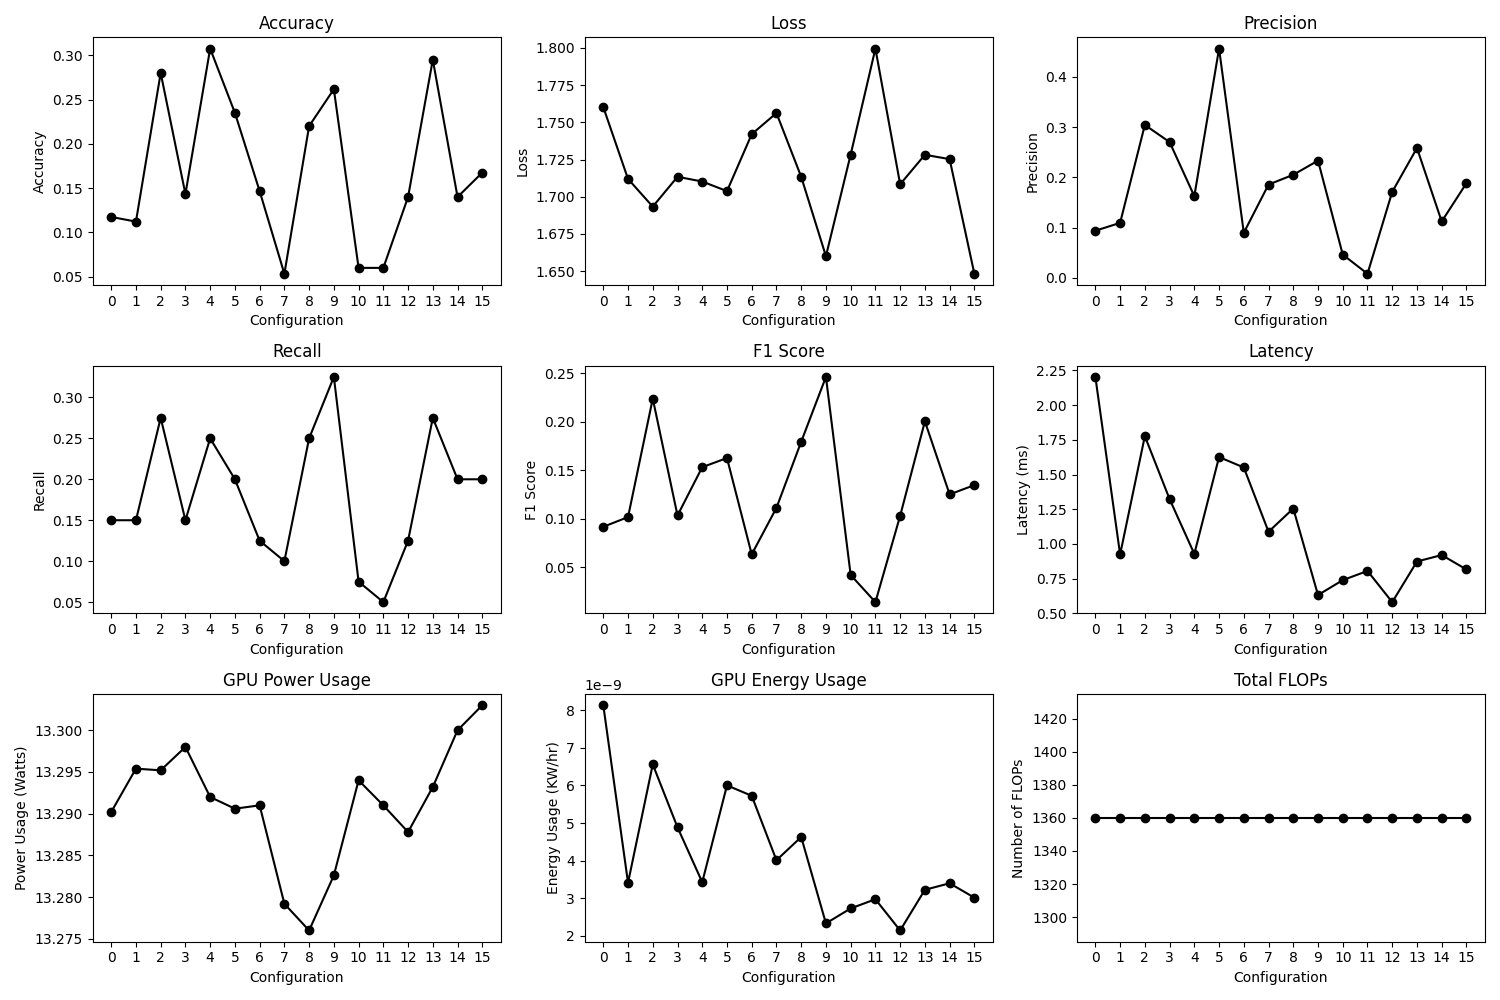 Accuracy
Accuracy
0.30
0.25
0.20
0.15
0.10
0.05
0 1 2 3 4 5 6 7 8 9 10 11 12 13 14 15
Configuration
Loss
Loss
1.800
1.775
1.750
1.725
1.700
1.675
1.650
0 1 2 3 4 5 6 7 8 9 10 11 12 13 14 15
Configuration
Precision
Precision
0.4
0.3
0.2
0.1
0.0
0 1 2 3 4 5 6 7 8 9 10 11 12 13 14 15
Configuration
Recall
Recall
0.30
0.25
0.20
0.15
0.10
0.05
0 1 2 3 4 5 6 7 8 9 10 11 12 13 14 15
Configuration
F1 Score
F1 Score
0.25
0.20
0.15
0.10
0.05
0 1 2 3 4 5 6 7 8 9 10 11 12 13 14 15
Configuration
Latency
Latency (ms)
2.25
2.00
1.75
1.50
1.25
1.00
0.75
0.50
0 1 2 3 4 5 6 7 8 9 10 11 12 13 14 15
Configuration
GPU Power Usage
Power Usage (Watts)
13.300
13.295
13.290
13.285
13.280
13.275
0 1 2 3 4 5 6 7 8 9 10 11 12 13 14 15
Configuration
GPU Energy Usage
1e−9
Energy Usage (KW/hr)
8
7
6
5
4
3
2
0 1 2 3 4 5 6 7 8 9 10 11 12 13 14 15
Configuration
Total FLOPs
Number of FLOPs
1420
1400
1380
1360
1340
1320
1300
0 1 2 3 4 5 6 7 8 9 10 11 12 13 14 15
Configuration